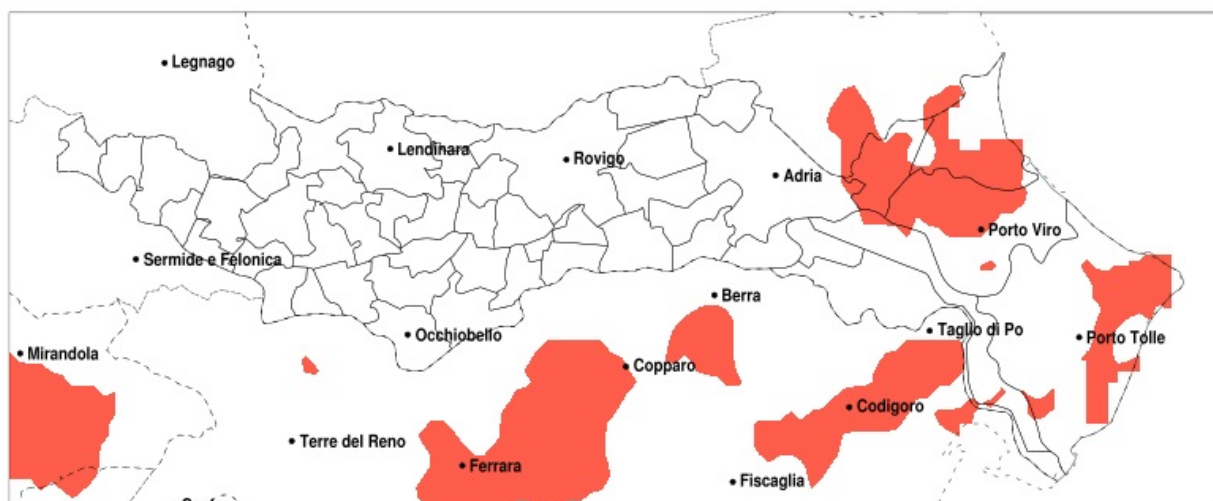 Legnago
Lendinara
Rovigo
Adria
Porto Viro
Sermide e Felonica
Berra
Occhiobello
Taglio di Po
Porto Tolle
Mirandola
Copparo
Codigoro
Terre del Reno
Ferrara
Fiscaglia